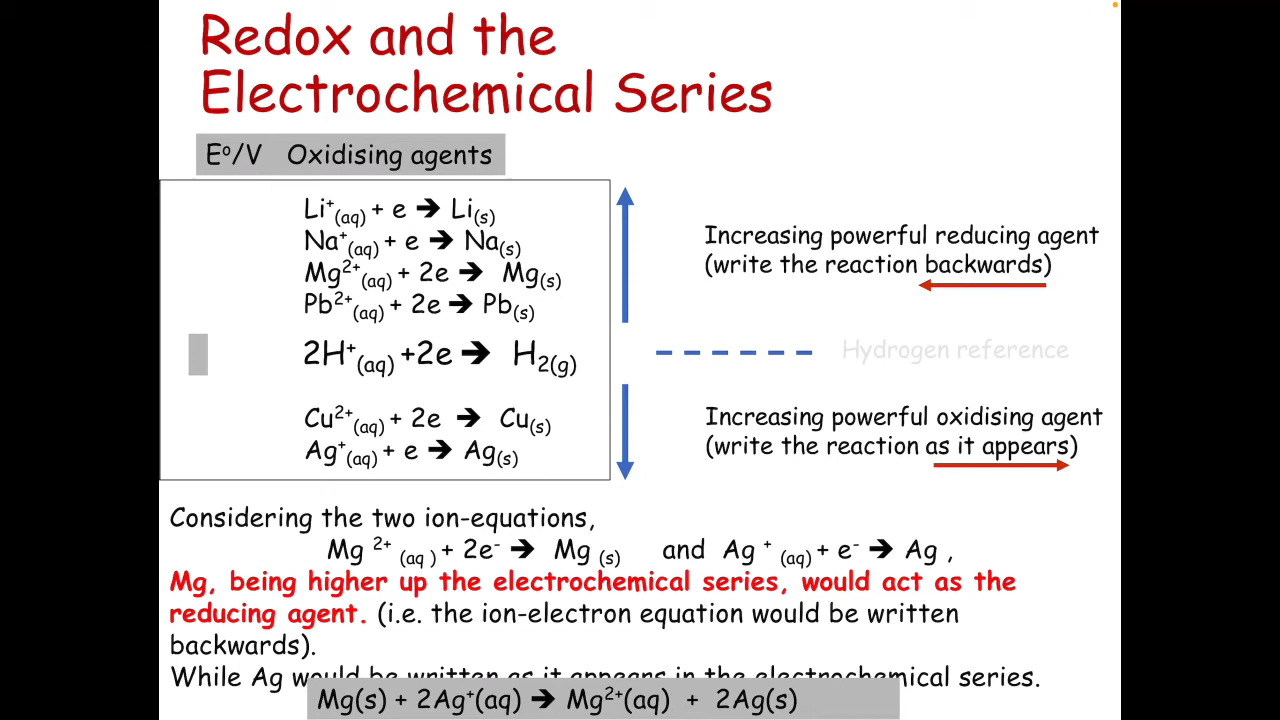 Redox and the
Electrochemical Series
Eº/V Oxidising agents
Li⁺(aq) + e ➔ Li(s)
Na⁺(aq) + e ➔ Na(s)
Mg²⁺(aq) + 2e ➔ Mg(s)
Pb²⁺(aq) + 2e ➔ Pb(s)
2H⁺(aq) +2e ➔ H₂(g)
Cu²⁺(aq) + 2e ➔ Cu(s)
Ag⁺(aq) + e ➔ Ag(s)
Increasing powerful reducing agent
(write the reaction backwards)
Hydrogen reference
Increasing powerful oxidising agent
(write the reaction as it appears)
Considering the two ion-equations,
Mg ²⁺ (aq ) + 2e⁻ ➔ Mg (s) and Ag ⁺ (aq) + e⁻ ➔ Ag ,
Mg, being higher up the electrochemical series, would act as the
reducing agent. (i.e. the ion-electron equation would be written
backwards).
While Ag would be written as it appears in the electrochemical series.
Mg(s) + 2Ag⁺(aq) ➔ Mg²⁺(aq) + 2Ag(s)